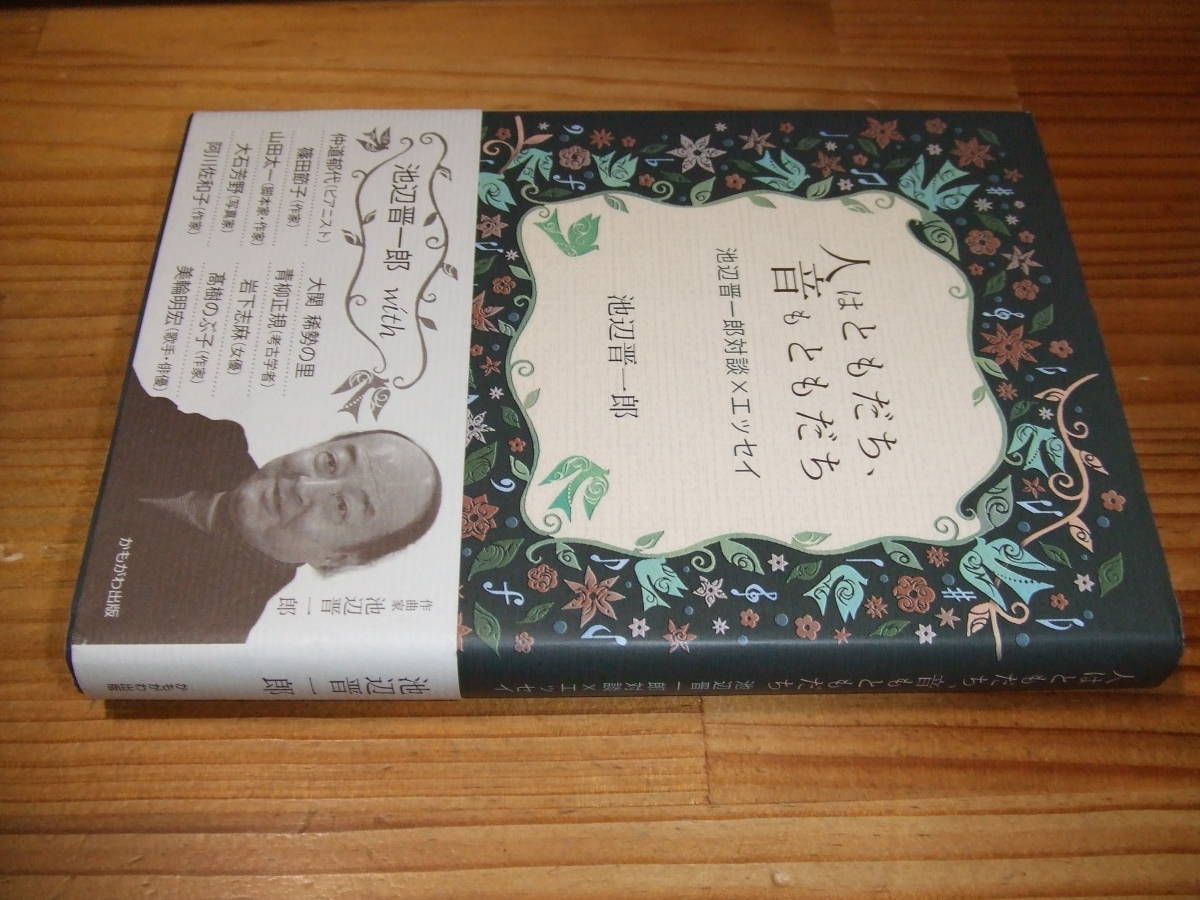 人はともだち、
音もともだち
池辺晋一郎対談×エッセイ
池辺晋一郎
池辺晋一郎 with
仲道郁代(ピアニスト)
篠田節子(作家)
山田太一(脚本家・作家)
大石芳野(写真家)
阿川佐和子(作家)
大関 稀勢の里
青柳正規(考古学者)
岩下志麻(女優)
髙樹のぶ子(作家)
美輪明宏(歌手・俳優)
作曲家
池辺晋一郎
かもがわ出版
人はともだち、音もともだち 池辺晋一郎対談×エッセイ
池辺晋一郎
かもがわ出版